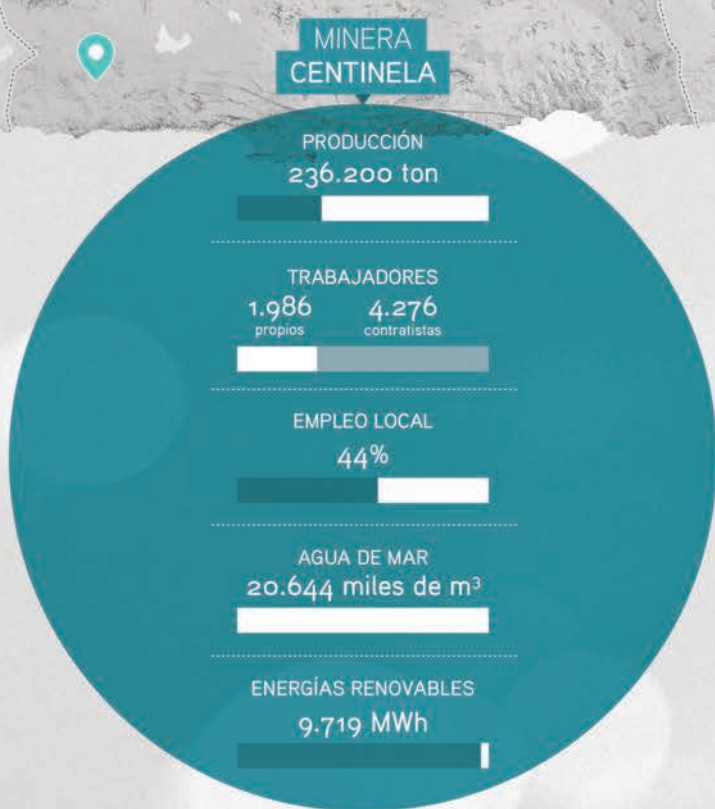 MINERA
CENTINELA
PRODUCCIÓN
236.200 ton
TRABAJADORES
1.986 4.276
propios contratistas
EMPLEO LOCAL
44%
AGUA DE MAR
20.644 miles de m³
ENERGÍAS RENOVABLES
9.719 MWh